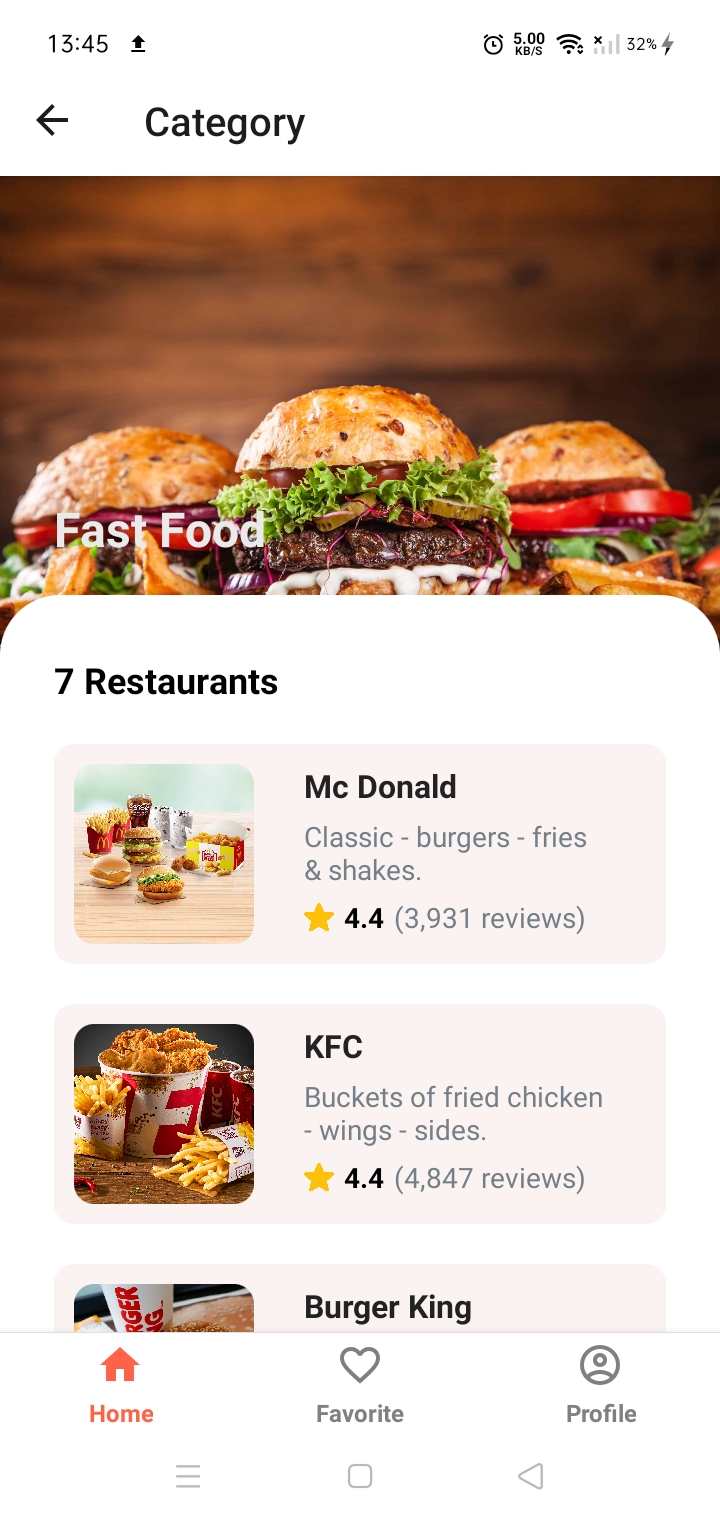 13:45
5.00
KB/S
32%
Category
Fast Food
7 Restaurants
Mc Donald
Classic - burgers - fries
& shakes.
4.4 (3,931 reviews)
KFC
KFC
Buckets of fried chicken
- wings - sides.
4.4 (4,847 reviews)
Burger King
Home
Favorite
Profile